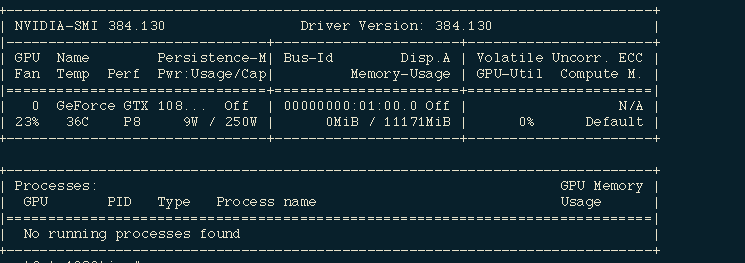 NVIDIA-SMI 384.130 Driver Version: 384.130
GPU Name Persistence-M| Bus-Id Disp.A | Volatile Uncorr. ECC
Fan Temp Perf Pwr:Usage/Cap| Memory-Usage | GPU-Util Compute M.
0 GeForce GTX 108... Off | 00000000:01:00.0 Off | N/A
23% 36C P8 9W / 250W | 0MiB / 11171MiB | 0% Default
Processes: GPU Memory
GPU PID Type Process name Usage
No running processes found